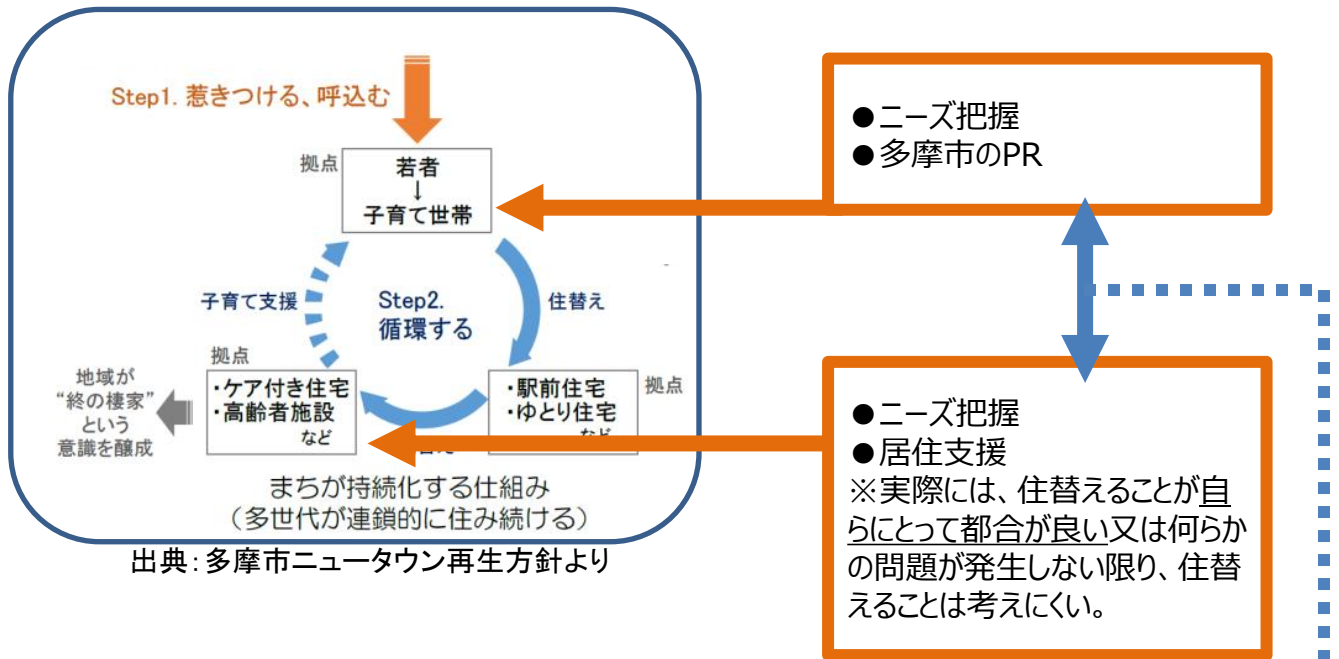 Step1. 惹きつける、呼込む
拠点
若者
↓
子育て世帯
子育て支援
Step2.
循環する
住替え
拠点
・ケア付き住宅
・高齢者施設
など
・駅前住宅
・ゆとり住宅
拠点
地域が
“終の棲家”
という
意識を醸成
まちが持続化する仕組み
（多世代が連鎖的に住み続ける）
出典：多摩市ニュータウン再生方針より
●ニーズ把握
●多摩市のPR
●ニーズ把握
●居住支援
※実際には、住替えることが自
らにとって都合が良い又は何らか
の問題が発生しない限り、住替
えることは考えにくい。